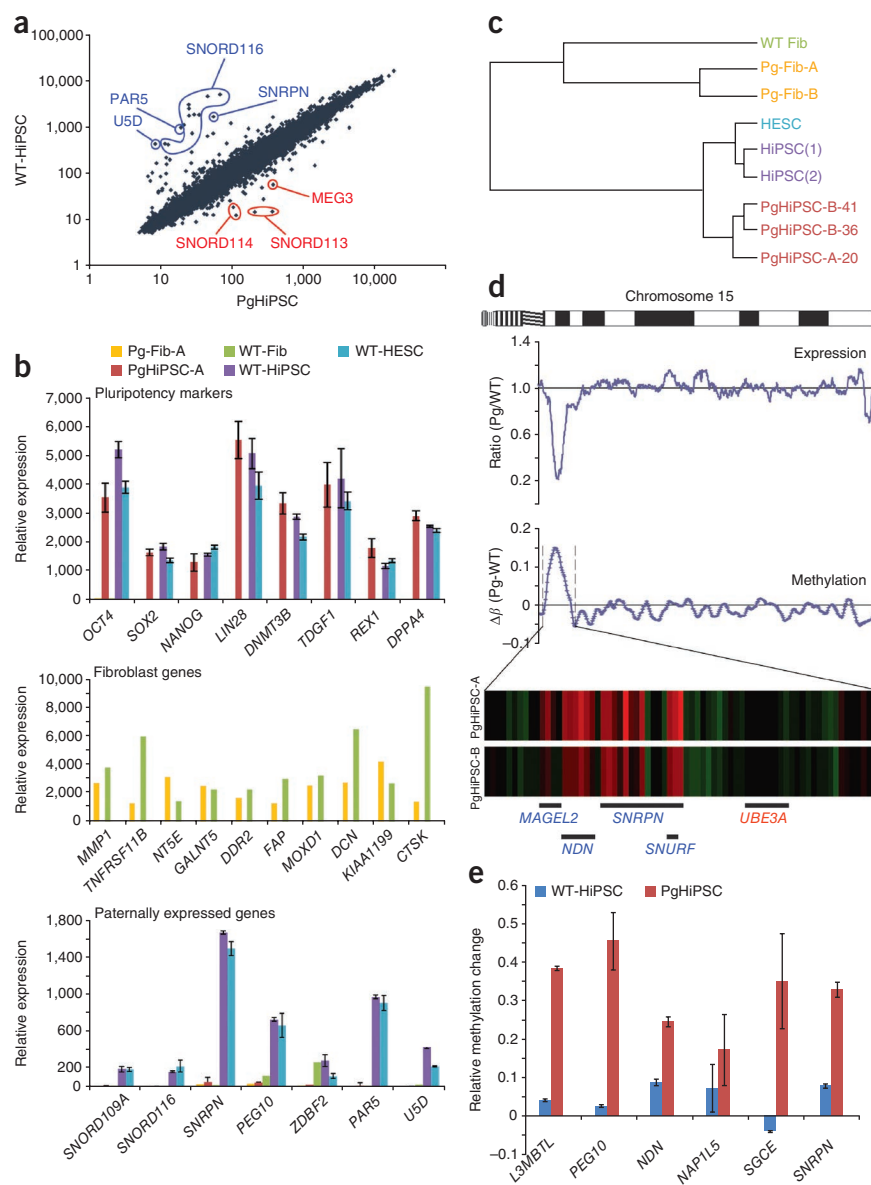 a
100,000
10,000
1,000
100
10
1
WT-HiPSC
SNORD116
PAR5
U5D
SNRPN
MEG3
SNORD114
SNORD113
1
10
100
1,000
10,000
PgHiPSC
b
Pg-Fib-A
WT-Fib
WT-HESC
PgHiPSC-A
WT-HiPSC
Pluripotency markers
Relative expression
7,000
6,000
5,000
4,000
3,000
2,000
1,000
0
OCT4
SOX2
NANOG
LIN28
DNMT3B
TDGF1
REX1
DPPA4
Fibroblast genes
Relative expression
10,000
8,000
6,000
4,000
2,000
0
MMP1
TNFRSF11B
NT5E
GALNT5
DDR2
FAP
MOXD1
DCN
KIAA1199
CTSK
Paternally expressed genes
Relative expression
1,800
1,400
1,000
600
200
0
SNORD109A
SNORD116
SNRPN
PEG10
ZDBF2
PAR5
U5D
c
WT Fib
Pg-Fib-A
Pg-Fib-B
HESC
HiPSC(1)
HiPSC(2)
PgHiPSC-B-41
PgHiPSC-B-36
PgHiPSC-A-20
d
Chromosome 15
Expression
Ratio (Pg/WT)
1.4
1.0
0.6
0.2
Methylation
Δβ (Pg-WT)
0.2
0.1
0
−0.1
PgHiPSC-A
PgHiPSC-B
MAGEL2
SNRPN
UBE3A
NDN
SNURF
e
WT-HiPSC
PgHiPSC
Relative methylation change
0.6
0.5
0.4
0.3
0.2
0.1
0
−0.1
L3MBTL
PEG10
NDN
NAP1L5
SGCE
SNRPN